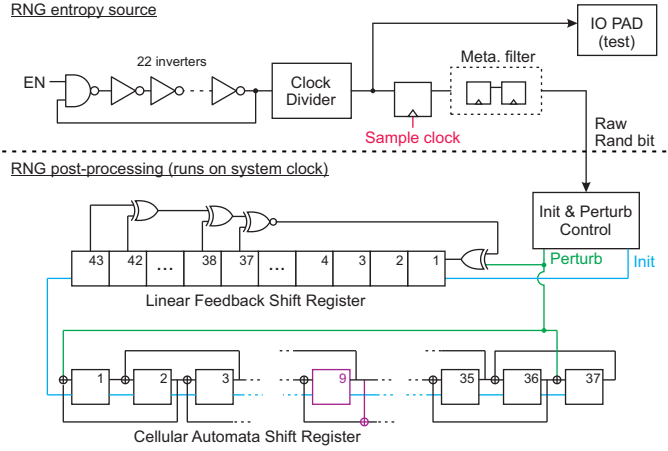 RNG entropy source
IO PAD
(test)
22 inverters
Meta. filter
EN
Clock
Divider
Sample clock
Raw
Rand bit
RNG post-processing (runs on system clock)
Init & Perturb
Control
Perturb
Init
43 42 ... 38 37 ... 4 3 2 1
Linear Feedback Shift Register
1 2 3 9 35 36 37
Cellular Automata Shift Register